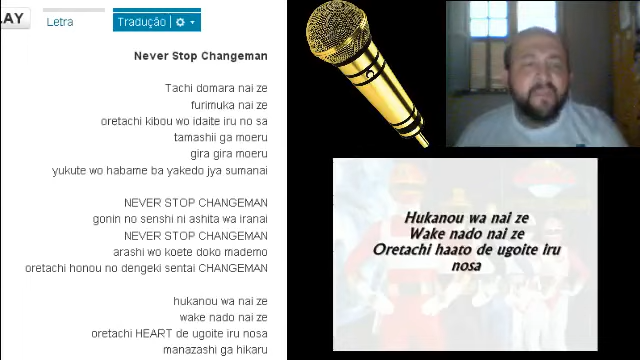 LAY
Letra
Tradução
Never Stop Changeman
Tachi domara nai ze
furimuka nai ze
oretachi kibou wo idaite iru no sa
tamashii ga moeru
gira gira moeru
yukute wo habame ba yakedo jya sumanai
NEVER STOP CHANGEMAN
gonin no senshi ni ashita wa iranai
NEVER STOP CHANGEMAN
arashi wo koete doko mademo
oretachi honou no dengeki sentai CHANGEMAN
hukanou wa nai ze
wake nado nai ze
oretachi HEART de ugoite iru nosa
manazashi ga hikaru
Hukanou wa nai ze
Wake nado nai ze
Oretachi haato de ugoite iru
nosa